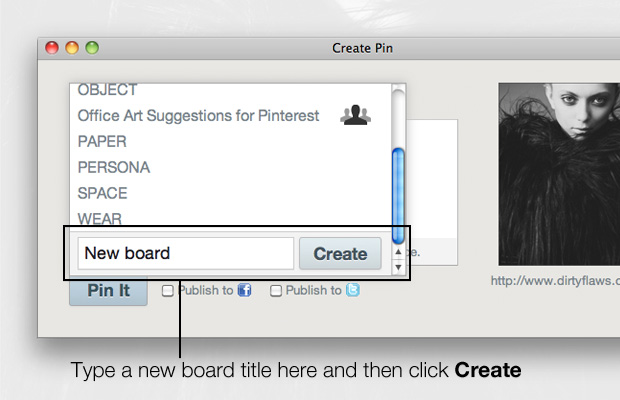 Create Pin
OBJECT
Office Art Suggestions for Pinterest
PAPER
PERSONA
SPACE
WEAR
New board
Create
Pin It
Publish to
Publish to
http://www.dirtyflaws.c
Type a new board title here and then click Create